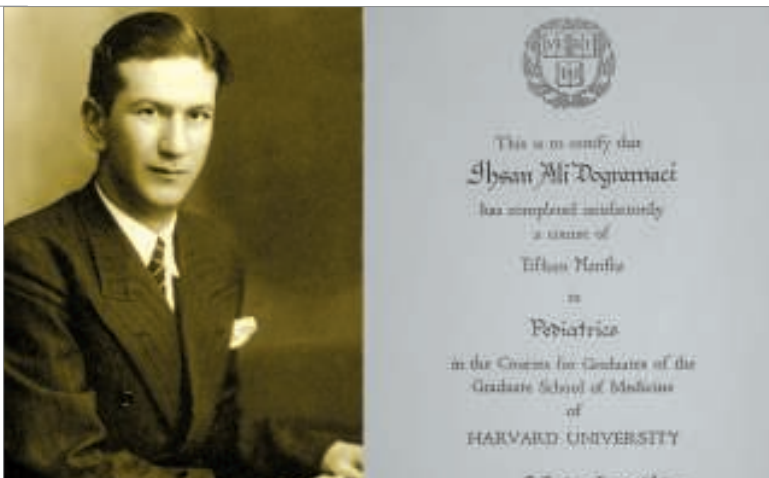 This is to certify that
Ihsan Ali Dogramaci
has completed satisfactorily
a course of
Fifteen Months
in
Pediatrics
in the Courses for Graduates of the
Graduate School of Medicine
of
HARVARD UNIVERSITY